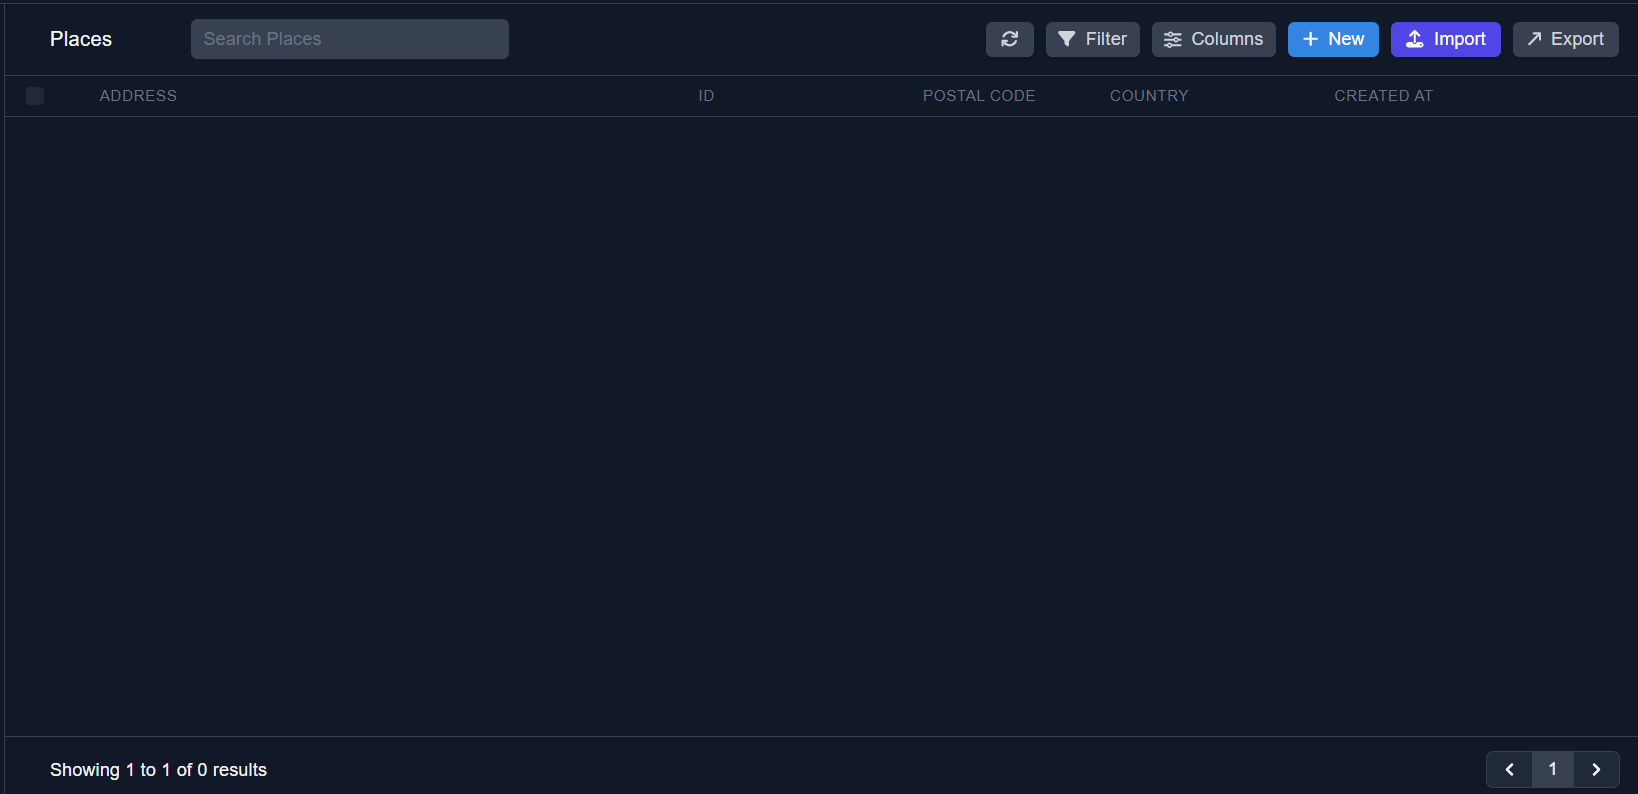 Places Search Places Filter Columns New Import Export
ADDRESS ID POSTAL CODE COUNTRY CREATED AT
Showing 1 to 1 of 0 results 1